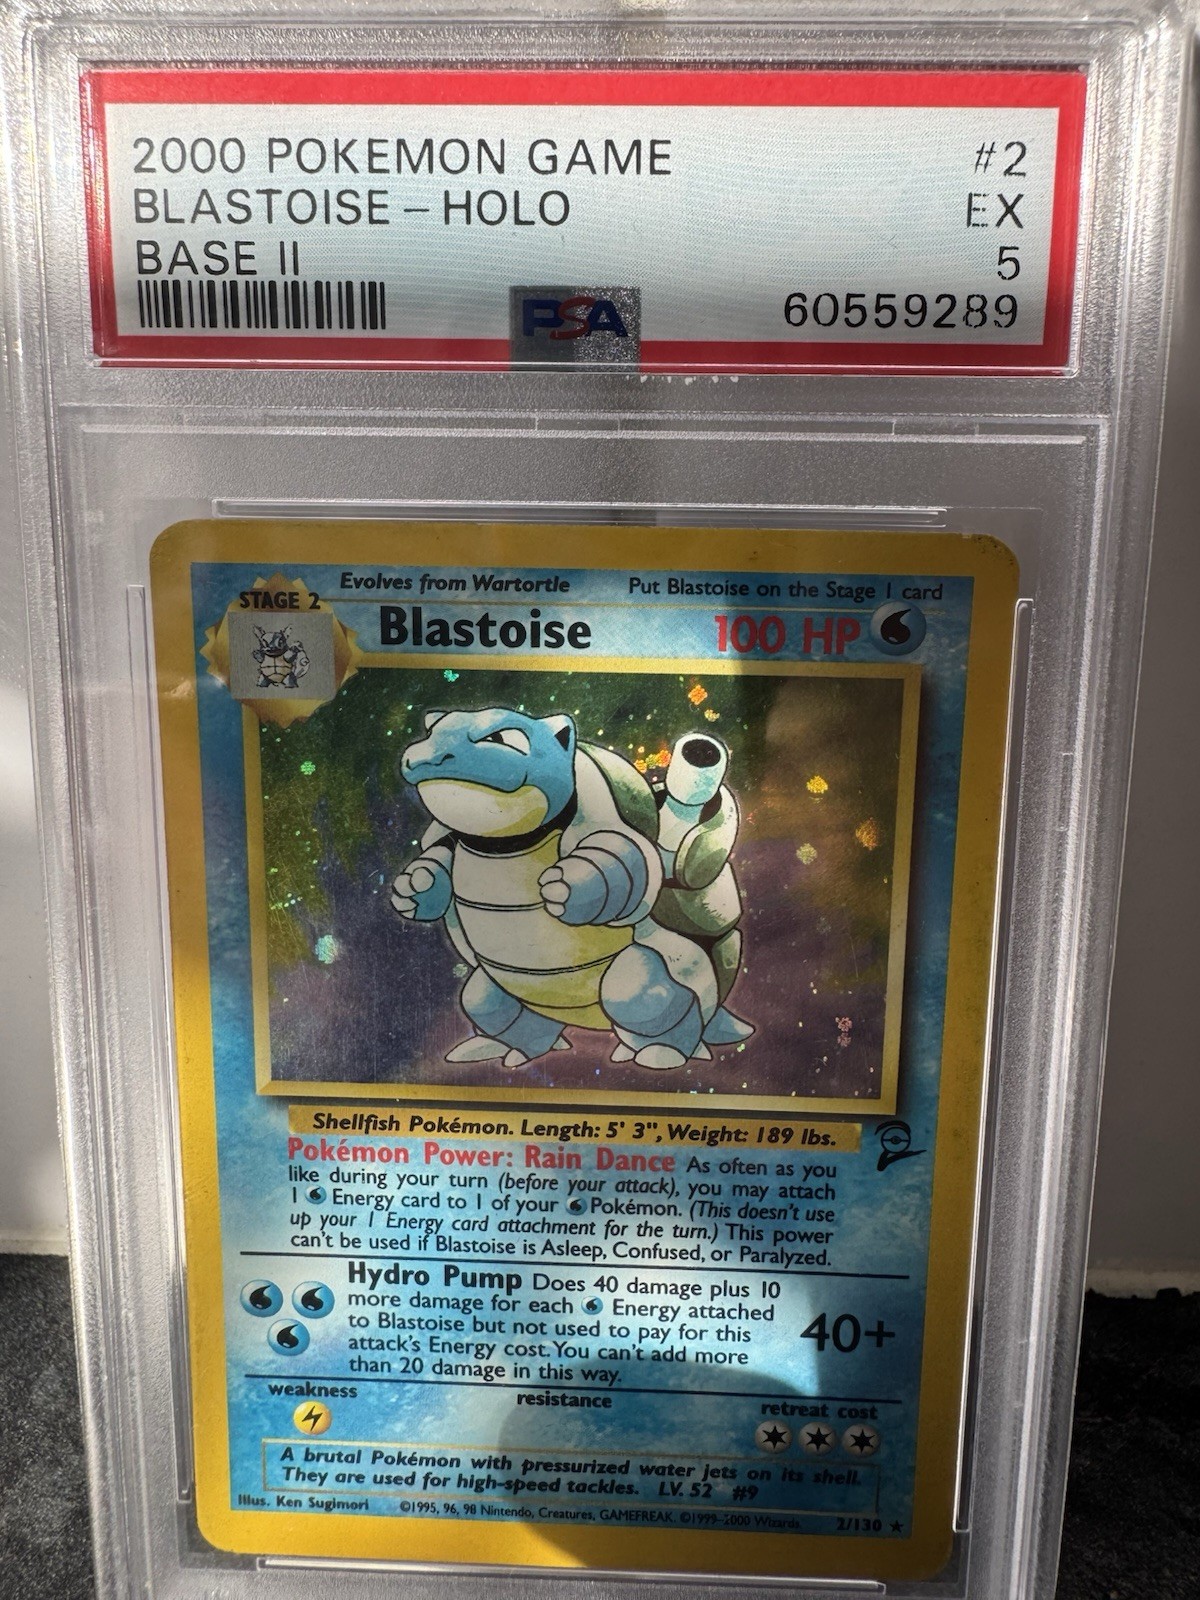 2000 POKEMON GAME #2
BLASTOISE – HOLO EX
BASE II 5
PSA 60559289
Evolves from Wartortle Put Blastoise on the Stage 1 card
STAGE 2
Blastoise 100 HP
Shellfish Pokémon. Length: 5' 3", Weight: 189 lbs.
Pokémon Power: Rain Dance As often as you
like during your turn (before your attack), you may attach
1 Energy card to 1 of your Pokémon. (This doesn't use
up your 1 Energy card attachment for the turn.) This power
can't be used if Blastoise is Asleep, Confused, or Paralyzed.
Hydro Pump Does 40 damage plus 10
more damage for each Energy attached
to Blastoise but not used to pay for this
attack's Energy cost. You can't add more
than 20 damage in this way.
40+
weakness resistance retreat cost
A brutal Pokémon with pressurized water jets on its shell.
They are used for high-speed tackles. LV. 52 #9
Illus. Ken Sugimori ©1995, 96, 98 Nintendo, Creatures, GAMEFREAK. ©1999-2000 Wizards. 2/130